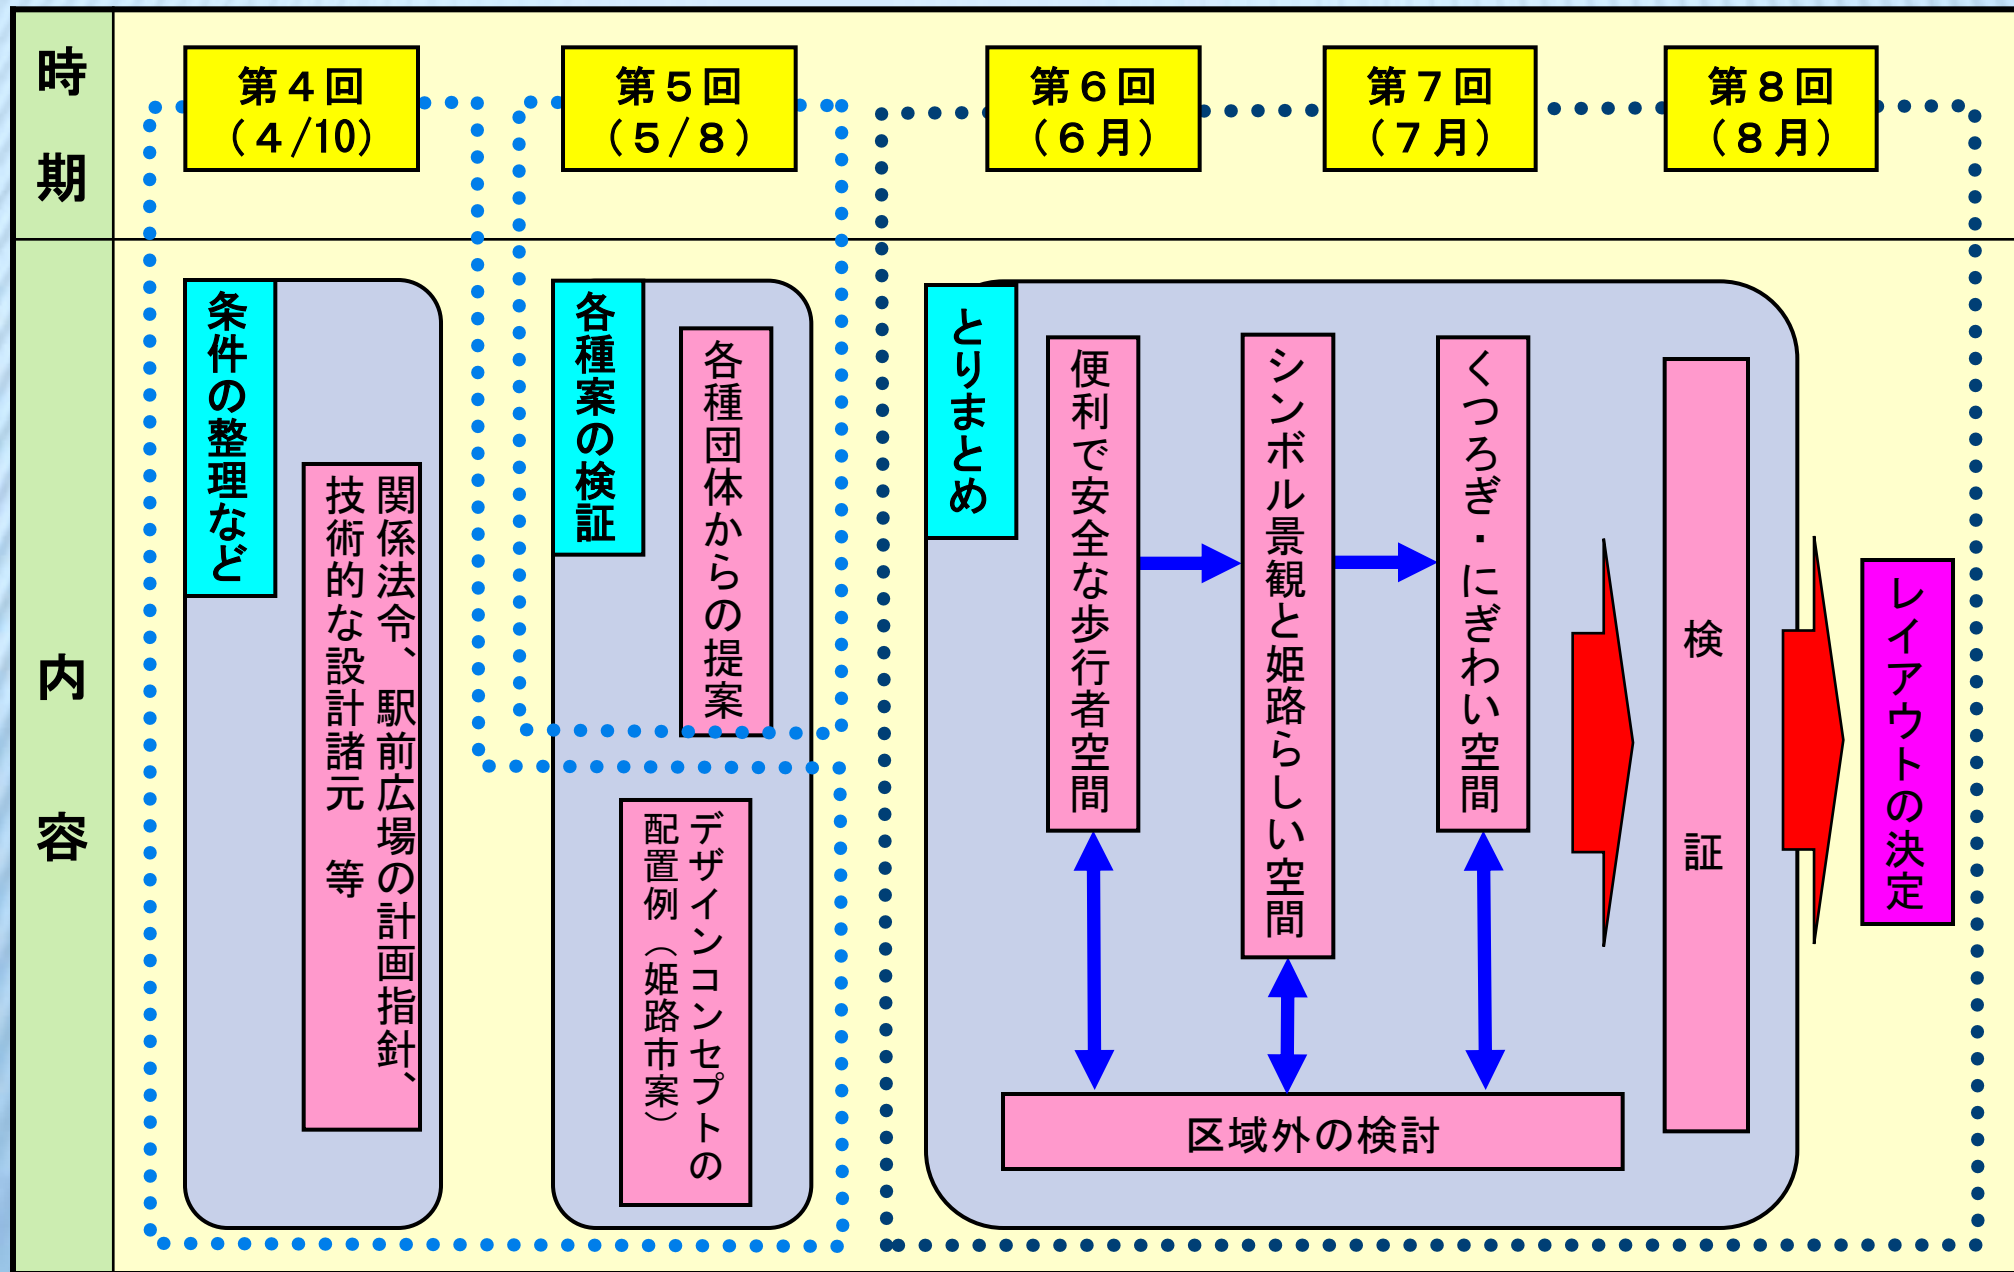 時期
第４回
（４/10）
第５回
（５/８）
第６回
（６月）
第７回
（７月）
第８回
（８月）
内容
条件の整理など
関係法令、駅前広場の計画指針、
技術的な設計諸元　等
各種案の検証
各種団体からの提案
デザインコンセプトの
配置例（姫路市案）
とりまとめ
便利で安全な歩行者空間
シンボル景観と姫路らしい空間
くつろぎ・にぎわい空間
区域外の検討
検証
レイアウトの決定